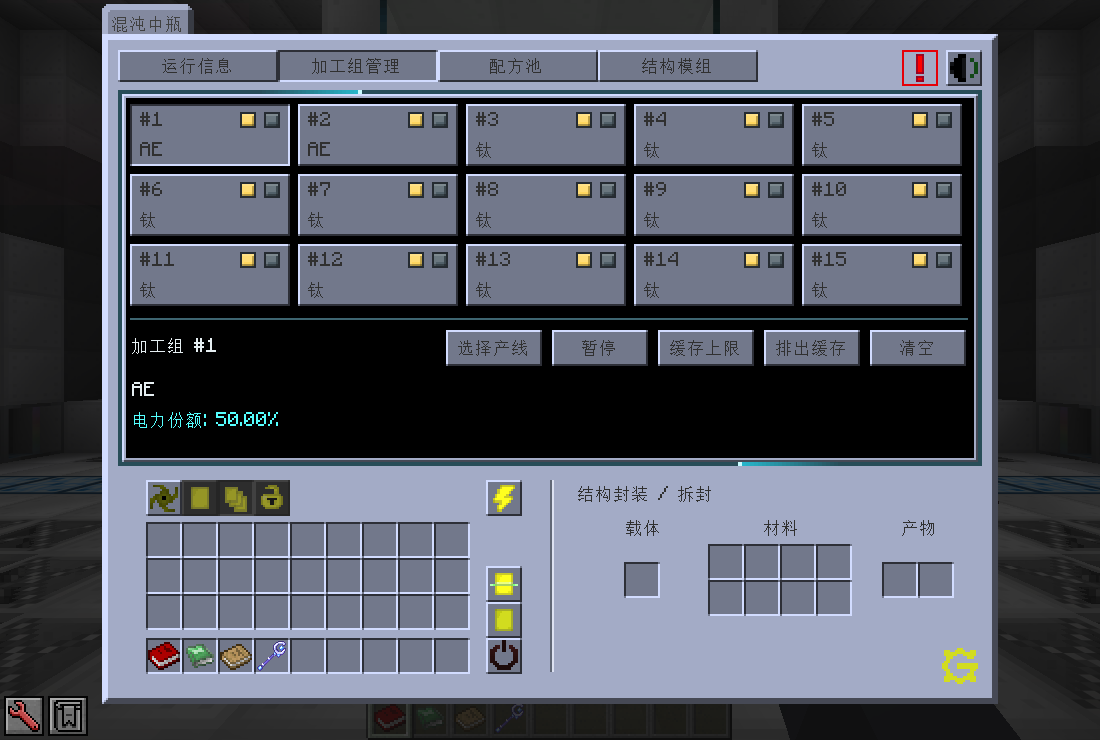 混沌中瓶
运行信息 加工组管理 配方池 结构模组
#1 #2 #3 #4 #5
AE AE 钛 钛 钛
#6 #7 #8 #9 #10
钛 钛 钛 钛 钛
#11 #12 #13 #14 #15
钛 钛 钛 钛 钛
加工组 #1 选择产线 暂停 缓存上限 排出缓存 清空
AE
电力份额: 50.00%
结构封装 / 拆封
载体 材料 产物